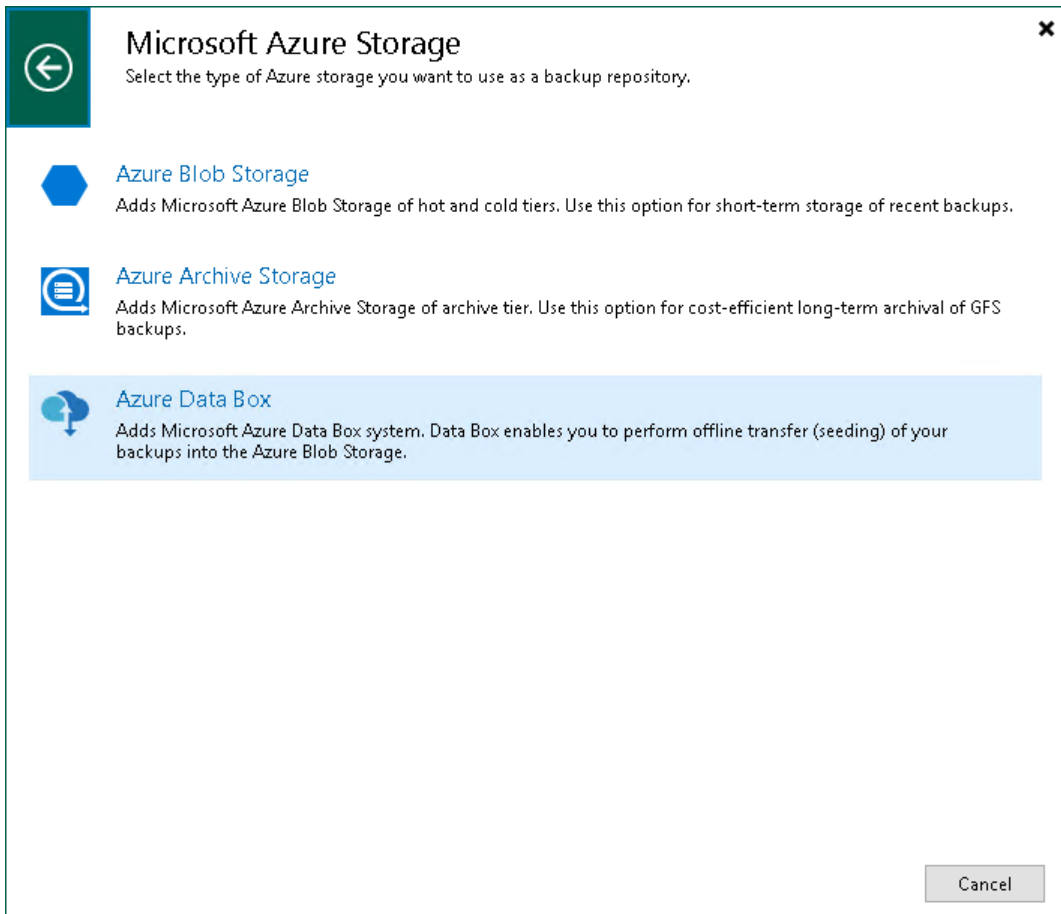 Microsoft Azure Storage
Select the type of Azure storage you want to use as a backup repository.
Azure Blob Storage
Adds Microsoft Azure Blob Storage of hot and cold tiers. Use this option for short-term storage of recent backups.
Azure Archive Storage
Adds Microsoft Azure Archive Storage of archive tier. Use this option for cost-efficient long-term archival of GFS
backups.
Azure Data Box
Adds Microsoft Azure Data Box system. Data Box enables you to perform offline transfer (seeding) of your
backups into the Azure Blob Storage.
Cancel